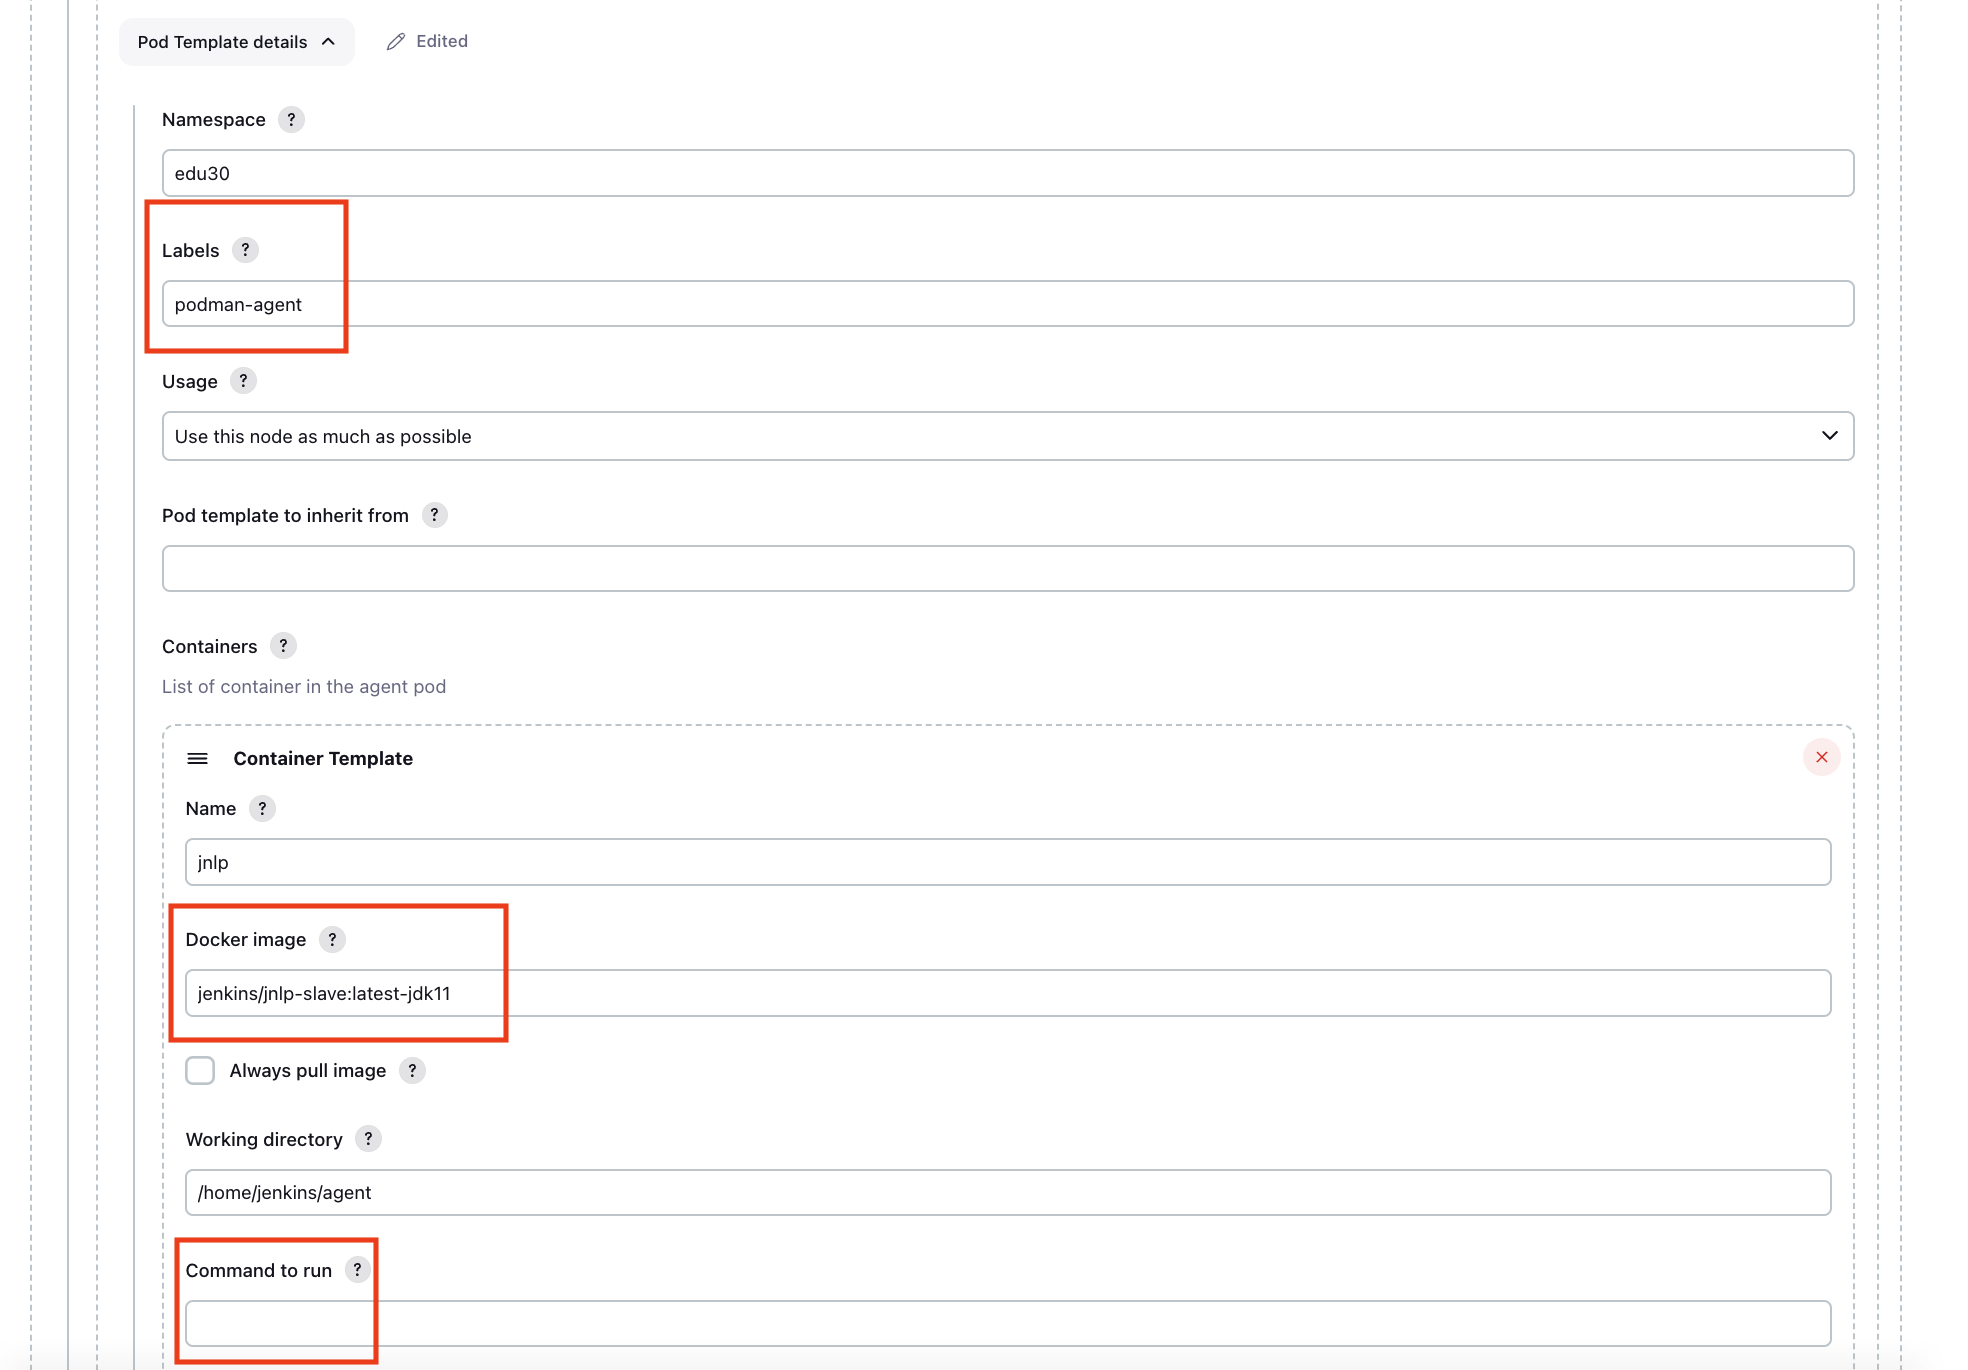 Pod Template details Edited
Namespace ?
edu30
Labels ?
podman-agent
Usage ?
Use this node as much as possible
Pod template to inherit from ?
Containers ?
List of container in the agent pod
Container Template
Name ?
jnlp
Docker image ?
jenkins/jnlp-slave:latest-jdk11
Always pull image ?
Working directory ?
/home/jenkins/agent
Command to run ?